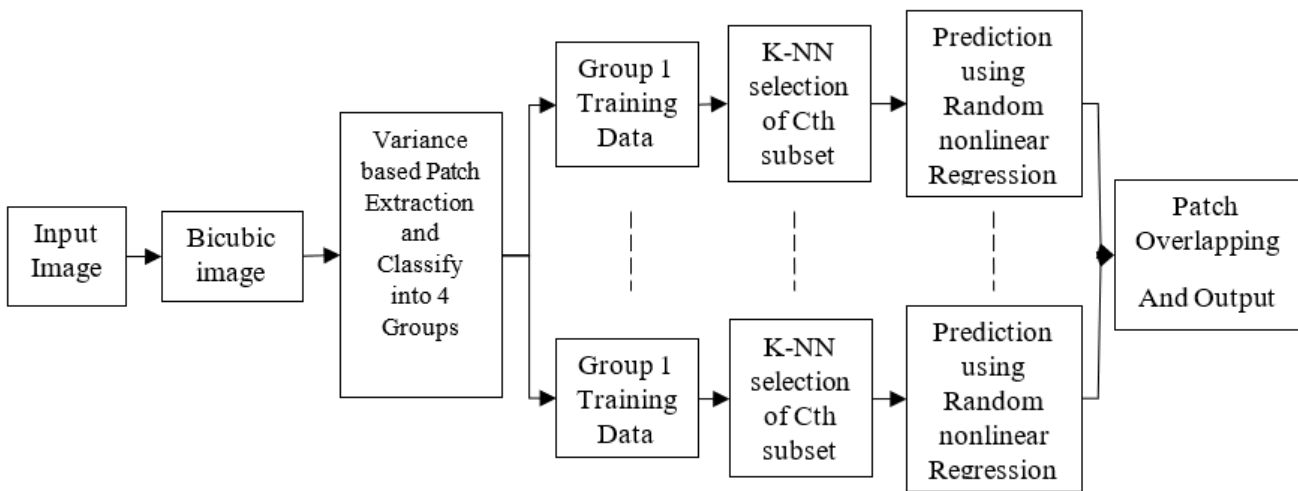 Input
Image
Bicubic
image
Variance
based Patch
Extraction
and
Classify
into 4
Groups
Group 1
Training
Data
K-NN
selection
of Cth
subset
Prediction
using
Random
nonlinear
Regression
Group 1
Training
Data
K-NN
selection
of Cth
subset
Prediction
using
Random
nonlinear
Regression
Patch
Overlapping
And Output